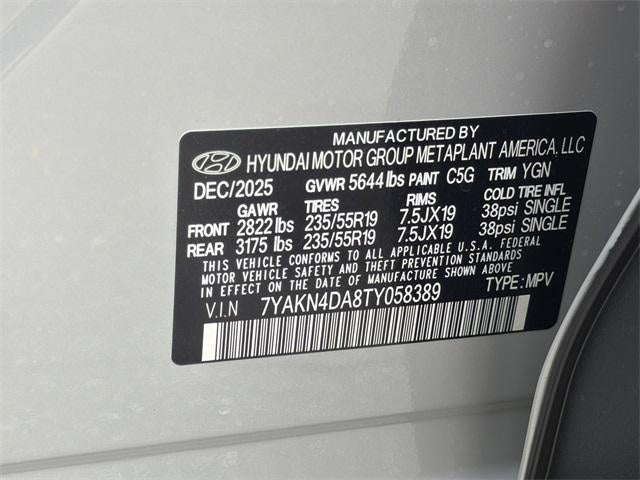 MANUFACTURED BY
HYUNDAI MOTOR GROUP METAPLANT AMERICA, LLC
DEC/2025 GVWR 5644 lbs PAINT C5G TRIM YGN
GAWR TIRES RIMS COLD TIRE INFL
FRONT 2822 lbs 235/55R19 7.5JX19 38psi SINGLE
REAR 3175 lbs 235/55R19 7.5JX19 38psi SINGLE
THIS VEHICLE CONFORMS TO ALL APPLICABLE U.S.A. FEDERAL
MOTOR VEHICLE SAFETY AND THEFT PREVENTION STANDARDS
IN EFFECT ON THE DATE OF MANUFACTURE SHOWN ABOVE.
V.I.N 7YAKN4DA8TY058389 TYPE: MPV